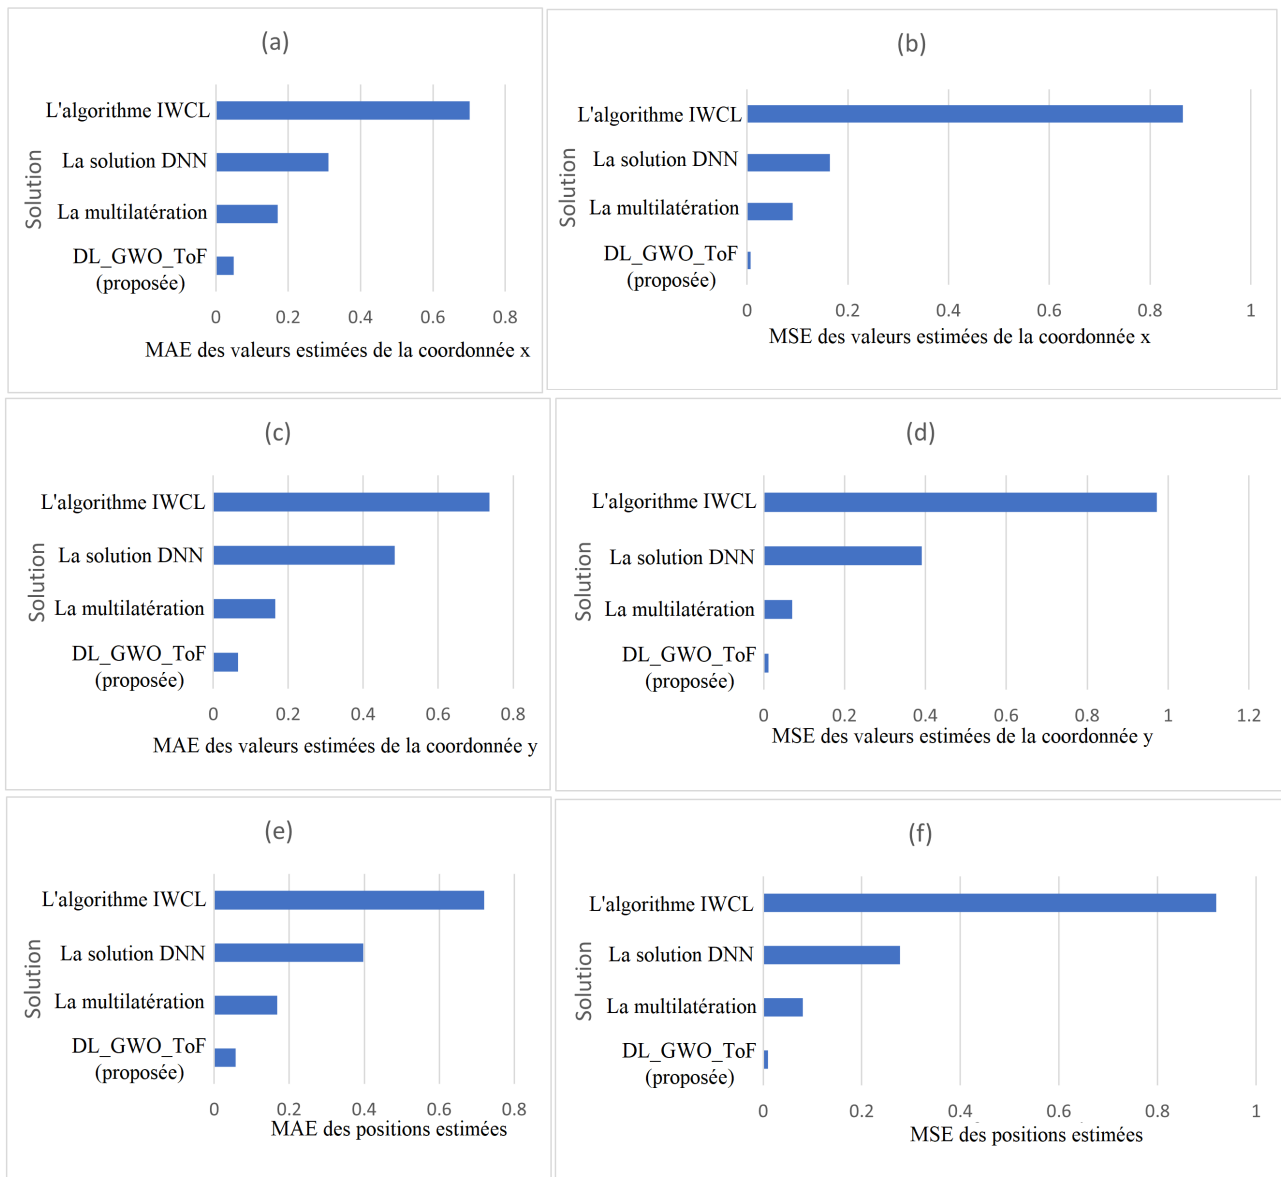 (a)
L'algorithme IWCL
La solution DNN
La multilatération
DL_GWO_ToF
(proposée)
Solution
0 0.2 0.4 0.6 0.8
MAE des valeurs estimées de la coordonnée x
(b)
L'algorithme IWCL
La solution DNN
La multilatération
DL_GWO_ToF
(proposée)
Solution
0 0.2 0.4 0.6 0.8 1
MSE des valeurs estimées de la coordonnée x
(c)
L'algorithme IWCL
La solution DNN
La multilatération
DL_GWO_ToF
(proposée)
Solution
0 0.2 0.4 0.6 0.8
MAE des valeurs estimées de la coordonnée y
(d)
L'algorithme IWCL
La solution DNN
La multilatération
DL_GWO_ToF
(proposée)
Solution
0 0.2 0.4 0.6 0.8 1 1.2
MSE des valeurs estimées de la coordonnée y
(e)
L'algorithme IWCL
La solution DNN
La multilatération
DL_GWO_ToF
(proposée)
Solution
0 0.2 0.4 0.6 0.8
MAE des positions estimées
(f)
L'algorithme IWCL
La solution DNN
La multilatération
DL_GWO_ToF
(proposée)
Solution
0 0.2 0.4 0.6 0.8 1
MSE des positions estimées